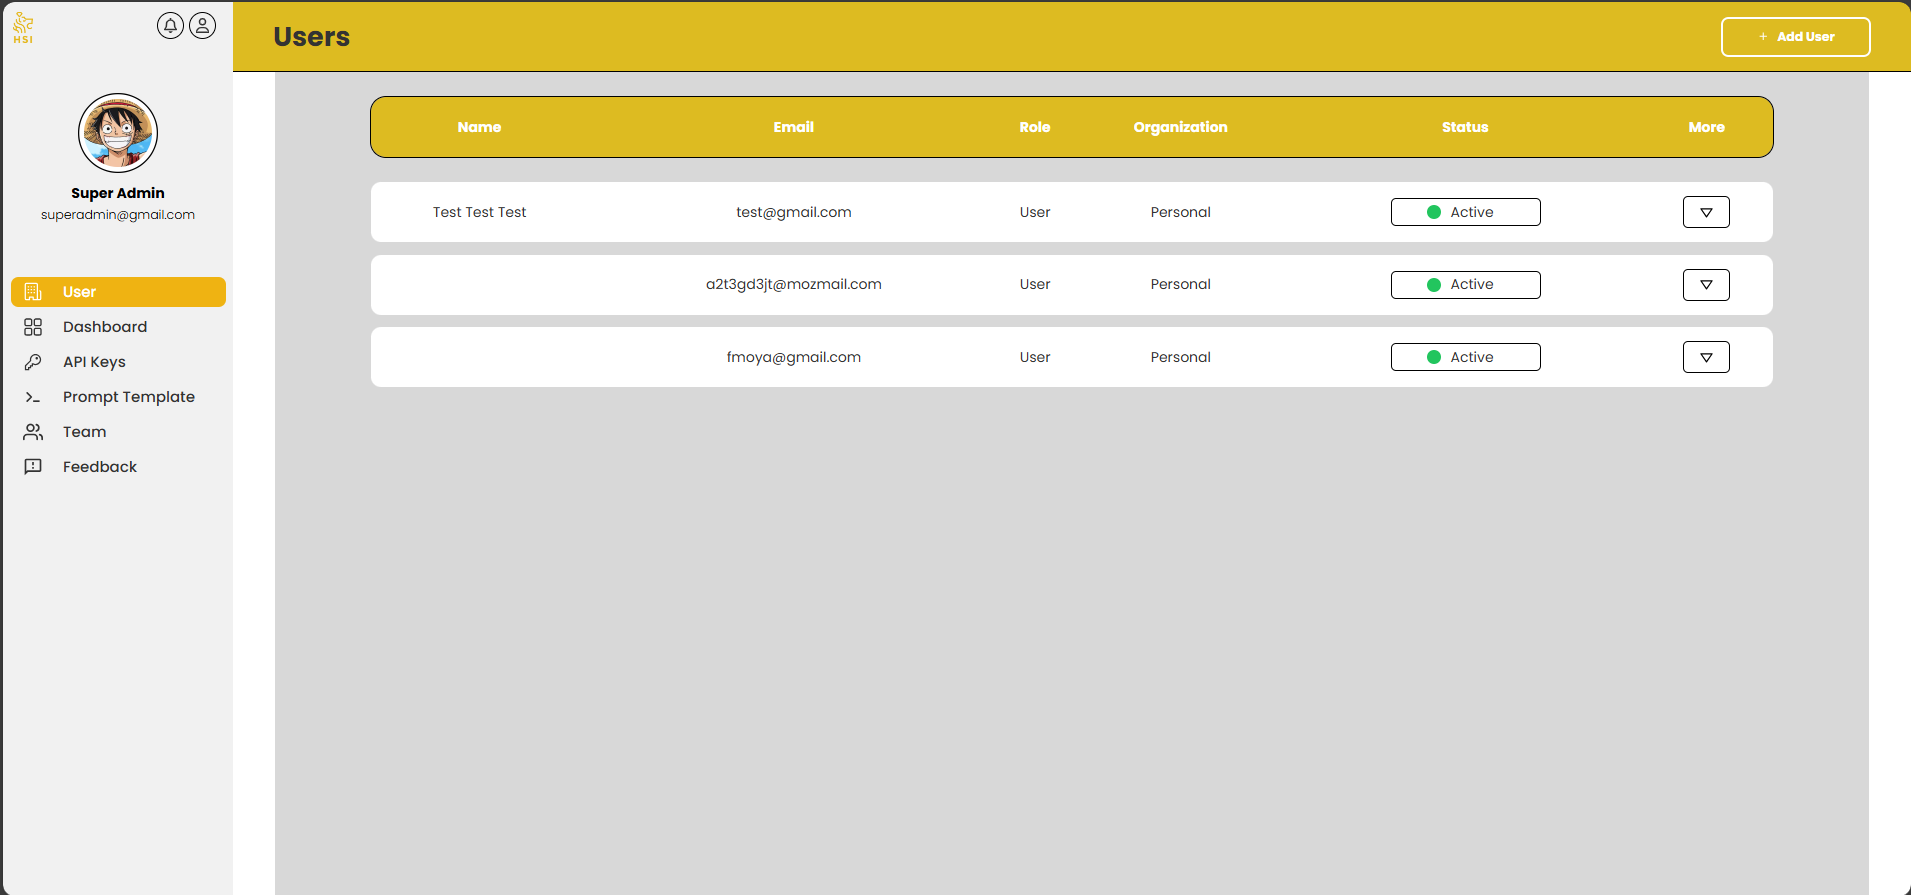 HSI
Super Admin
superadmin@gmail.com
User
Dashboard
API Keys
Prompt Template
Team
Feedback
Users
+ Add User
Name Email Role Organization Status More
Test Test Test test@gmail.com User Personal Active
a2t3gd3jt@mozmail.com User Personal Active
fmoya@gmail.com User Personal Active